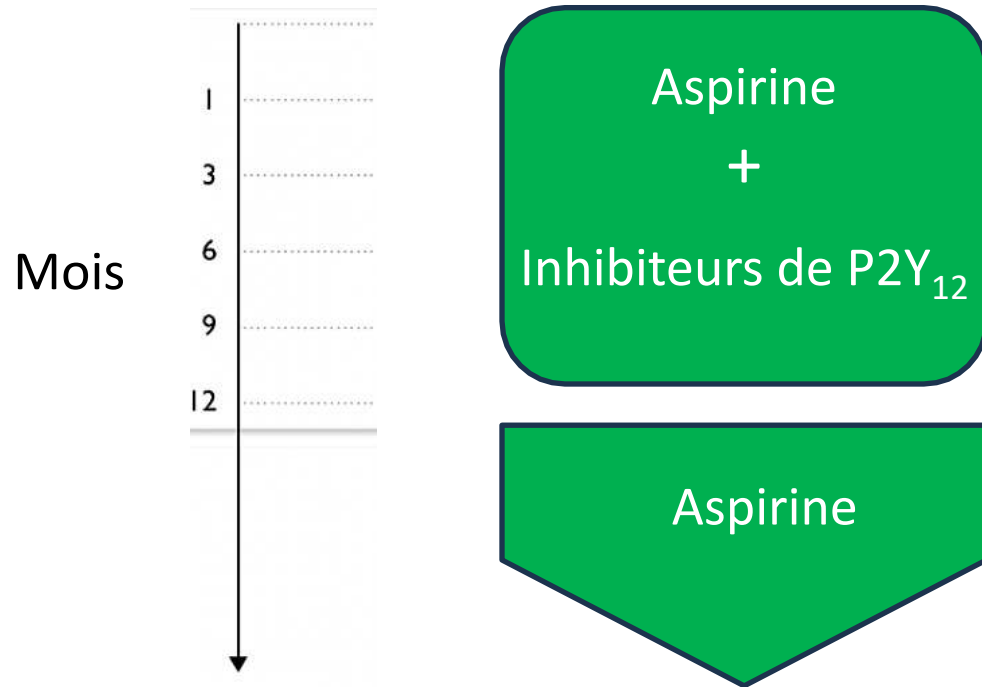 Mois
1
3
6
9
12
Aspirine
+
Inhibiteurs de P2Y₁₂
Aspirine